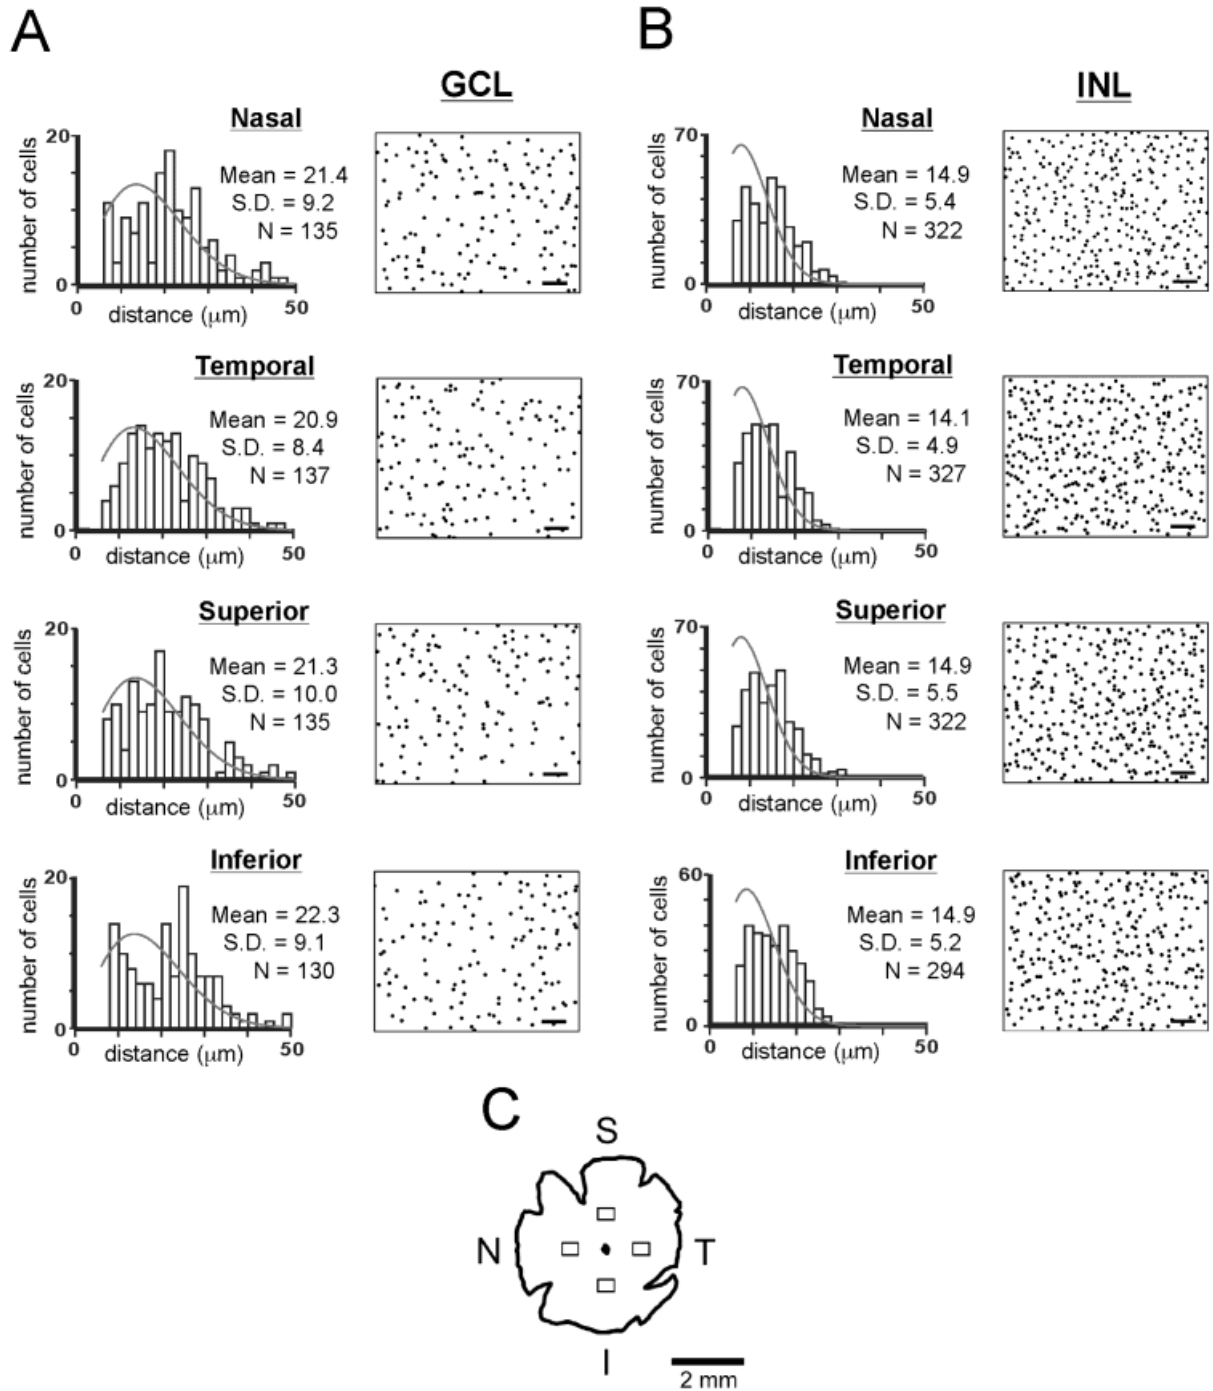 A
B
GCL
INL
Nasal
20
number of cells
Mean = 21.4
S.D. = 9.2
N = 135
0
0
50
distance (μm)
Nasal
70
number of cells
Mean = 14.9
S.D. = 5.4
N = 322
0
0
50
distance (μm)
Temporal
20
number of cells
Mean = 20.9
S.D. = 8.4
N = 137
0
0
50
distance (μm)
Temporal
70
number of cells
Mean = 14.1
S.D. = 4.9
N = 327
0
0
50
distance (μm)
Superior
20
number of cells
Mean = 21.3
S.D. = 10.0
N = 135
0
0
50
distance (μm)
Superior
70
number of cells
Mean = 14.9
S.D. = 5.5
N = 322
0
0
50
distance (μm)
Inferior
20
number of cells
Mean = 22.3
S.D. = 9.1
N = 130
0
0
50
distance (μm)
Inferior
60
number of cells
Mean = 14.9
S.D. = 5.2
N = 294
0
0
50
distance (μm)
C
S
N
T
I
2 mm